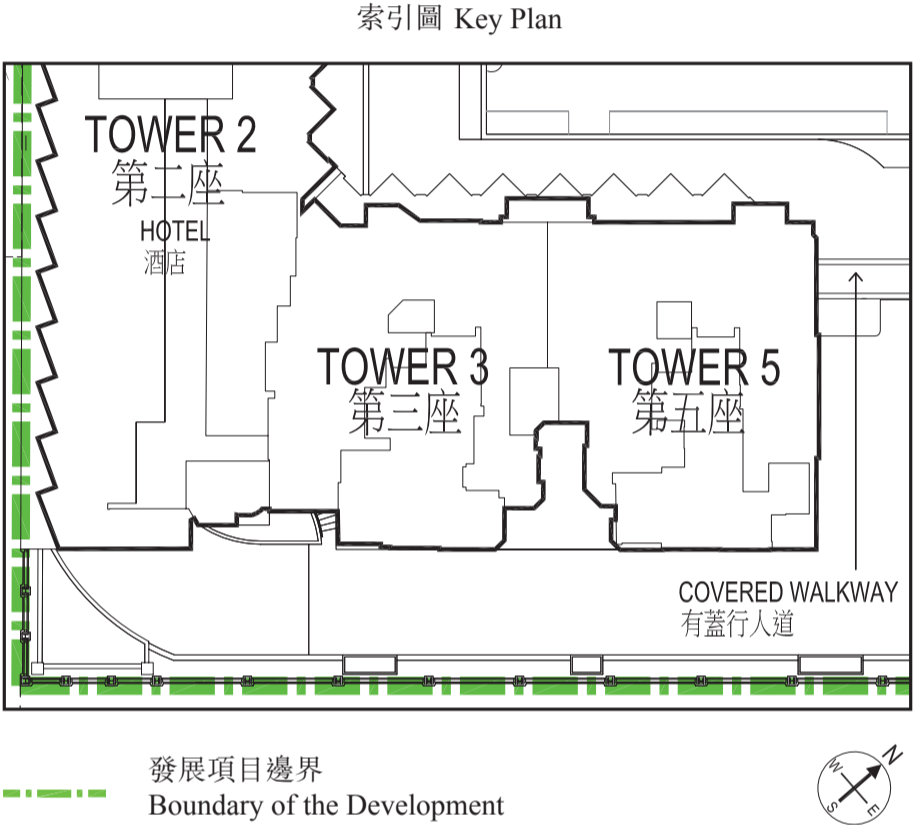 索引圖 Key Plan
TOWER 2
第二座
HOTEL
酒店
TOWER 3
第三座
TOWER 5
第五座
COVERED WALKWAY
有蓋行人道
發展項目邊界
Boundary of the Development
N
W
S
E